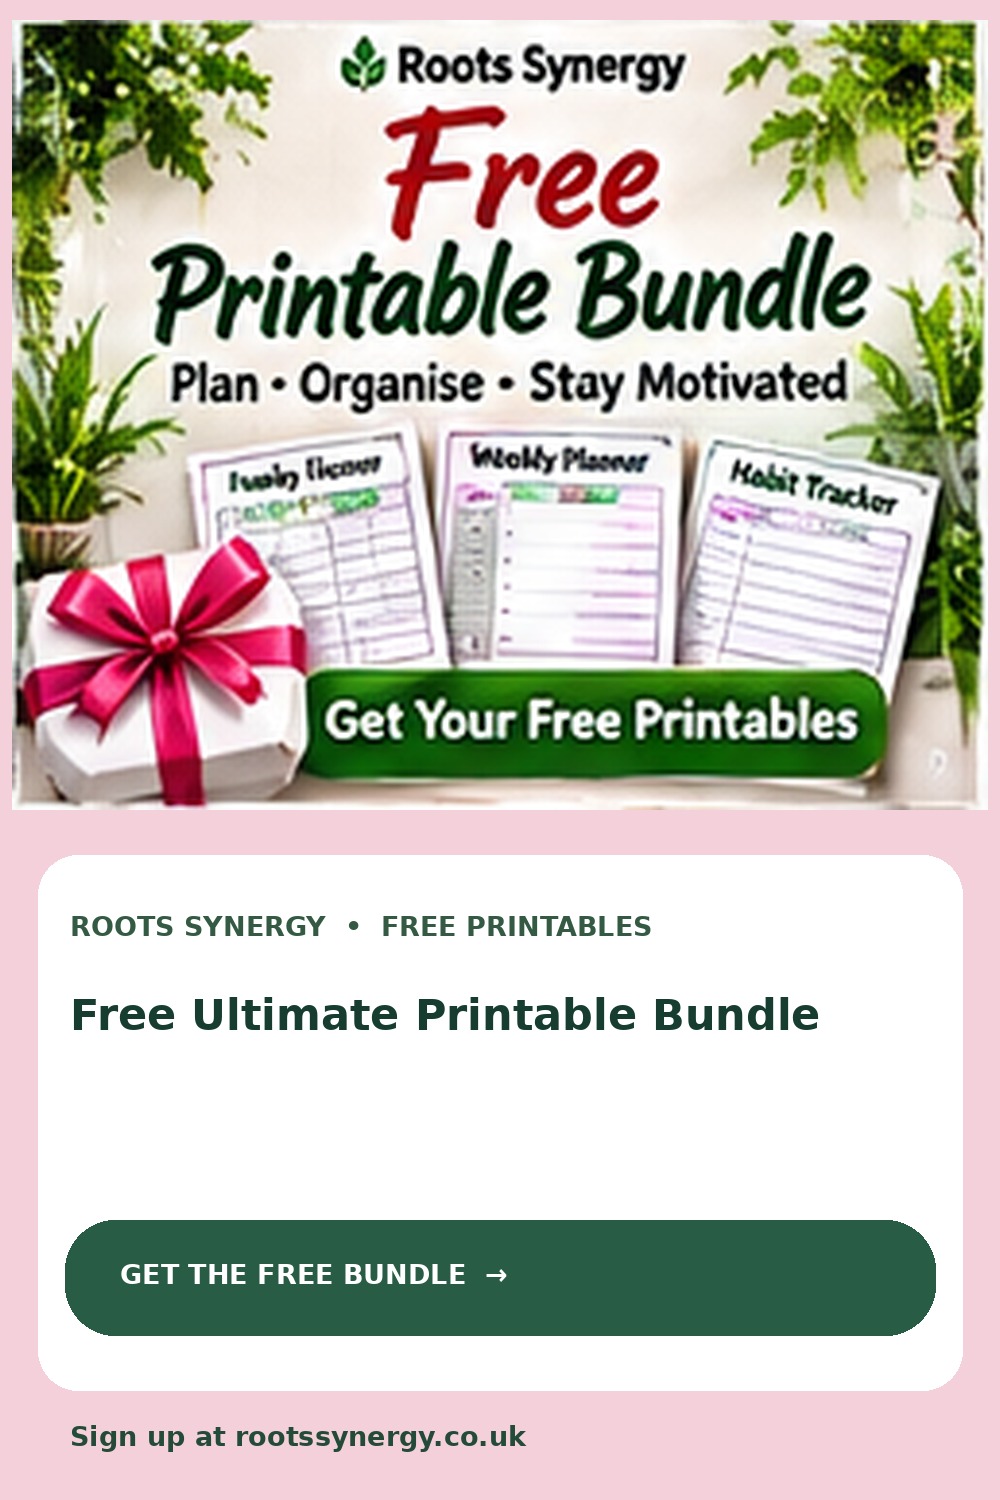 Roots Synergy
Free
Printable Bundle
Plan • Organise • Stay Motivated
Weekly Planner
Habit Tracker
Get Your Free Printables
ROOTS SYNERGY • FREE PRINTABLES
Free Ultimate Printable Bundle
GET THE FREE BUNDLE →
Sign up at rootssynergy.co.uk